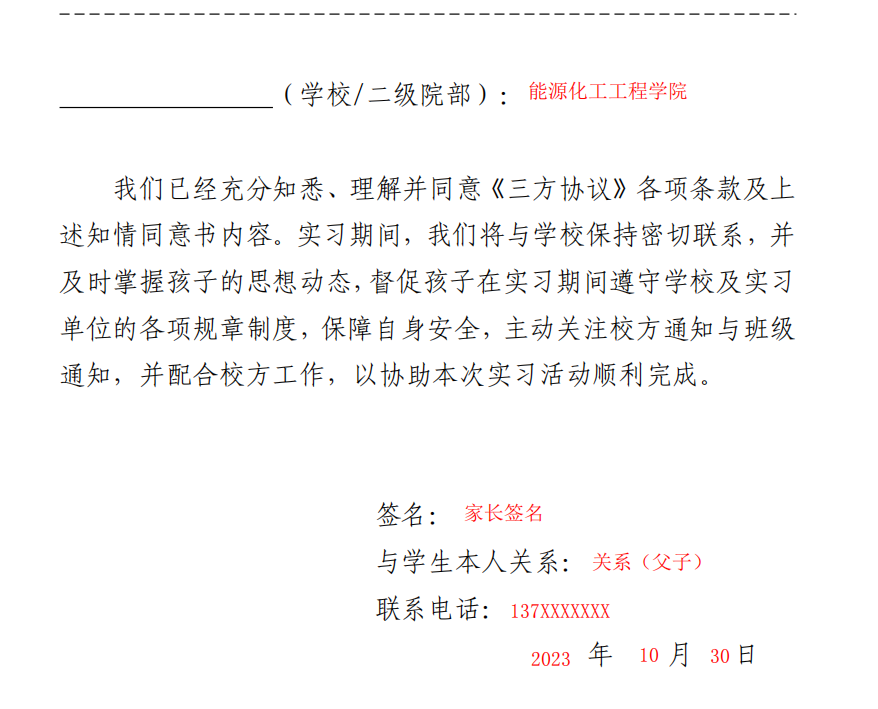 （学校/二级院部）： 能源化工工程学院
我们已经充分知悉、理解并同意《三方协议》各项条款及上
述知情同意书内容。实习期间，我们将与学校保持密切联系，并
及时掌握孩子的思想动态，督促孩子在实习期间遵守学校及实习
单位的各项规章制度，保障自身安全，主动关注校方通知与班级
通知，并配合校方工作，以协助本次实习活动顺利完成。
签名： 家长签名
与学生本人关系： 关系（父子）
联系电话： 137XXXXXXX
2023 年 10 月 30 日